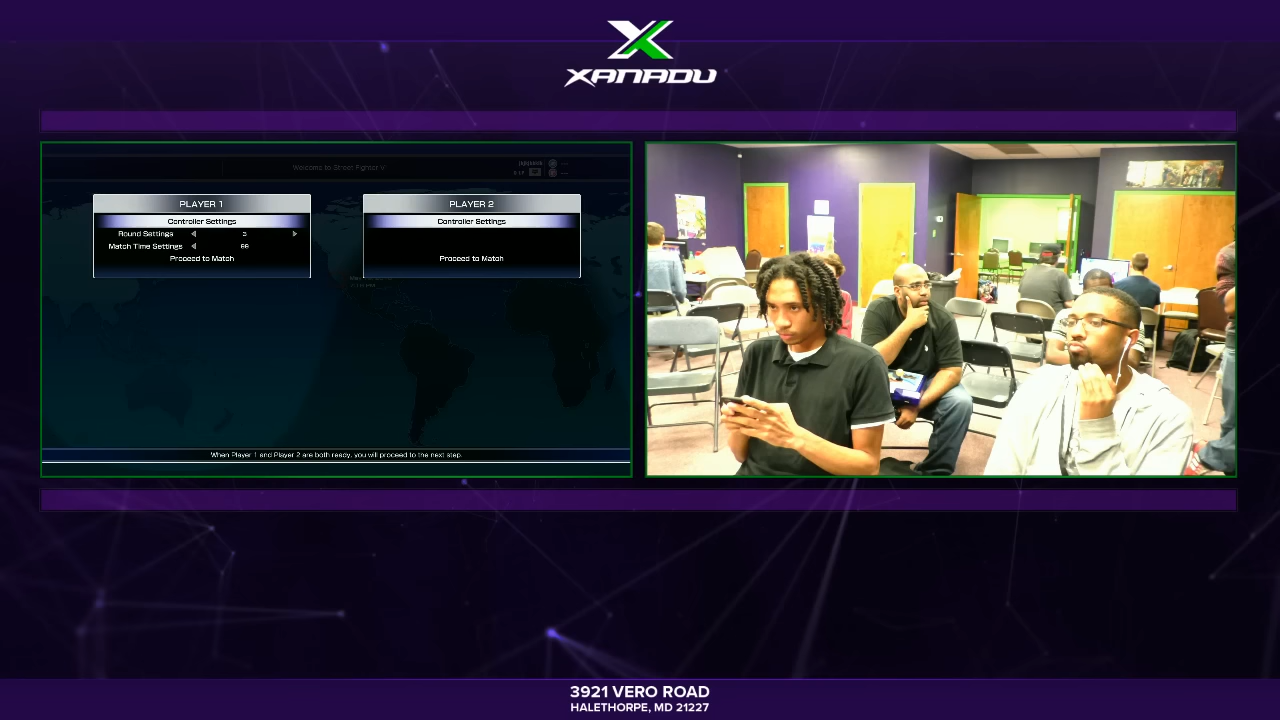 XANADU
Welcome to Street Fighter V
PLAYER 1
Controller Settings
Round Settings 3
Match Time Settings 99
Proceed to Match
PLAYER 2
Controller Settings
Proceed to Match
When Player 1 and Player 2 are both ready, you will proceed to the next step.
3921 VERO ROAD
HALETHORPE, MD 21227